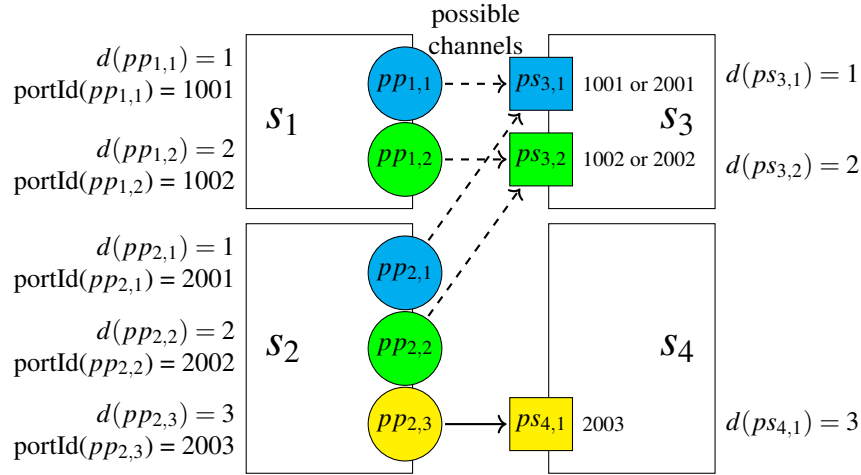 possible
channels
d(pp1,1) = 1
portId(pp1,1) = 1001
d(pp1,2) = 2
portId(pp1,2) = 1002
s1
pp1,1
pp1,2
ps3,1
1001 or 2001
ps3,2
1002 or 2002
s3
d(ps3,1) = 1
d(ps3,2) = 2
d(pp2,1) = 1
portId(pp2,1) = 2001
d(pp2,2) = 2
portId(pp2,2) = 2002
d(pp2,3) = 3
portId(pp2,3) = 2003
s2
pp2,1
pp2,2
pp2,3
ps4,1
2003
s4
d(ps4,1) = 3